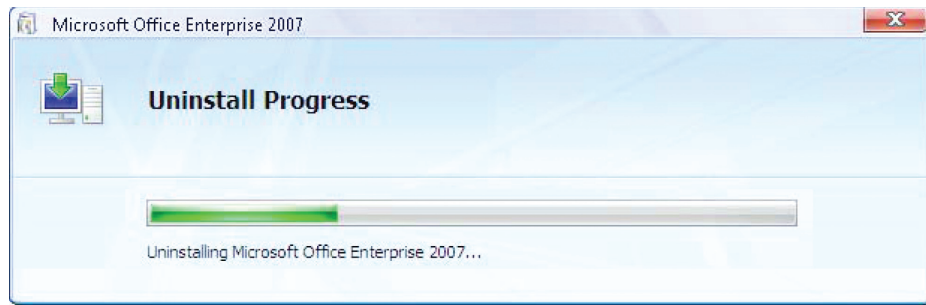 Microsoft Office Enterprise 2007
Uninstall Progress
Uninstalling Microsoft Office Enterprise 2007...